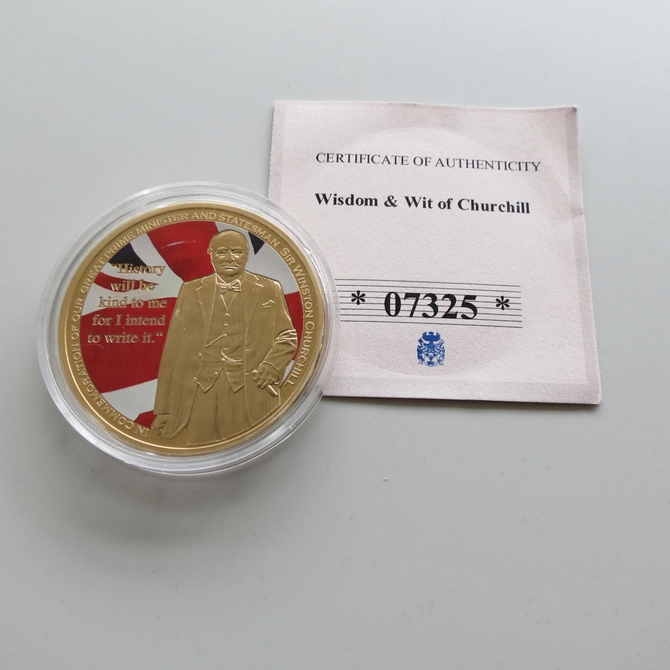 IN COMMEMORATION OF OUR GREAT PRIME MINISTER AND STATESMAN SIR WINSTON CHURCHILL
"History
will be
kind to me
for I intend
to write it."
CERTIFICATE OF AUTHENTICITY
Wisdom & Wit of Churchill
* 07325 *